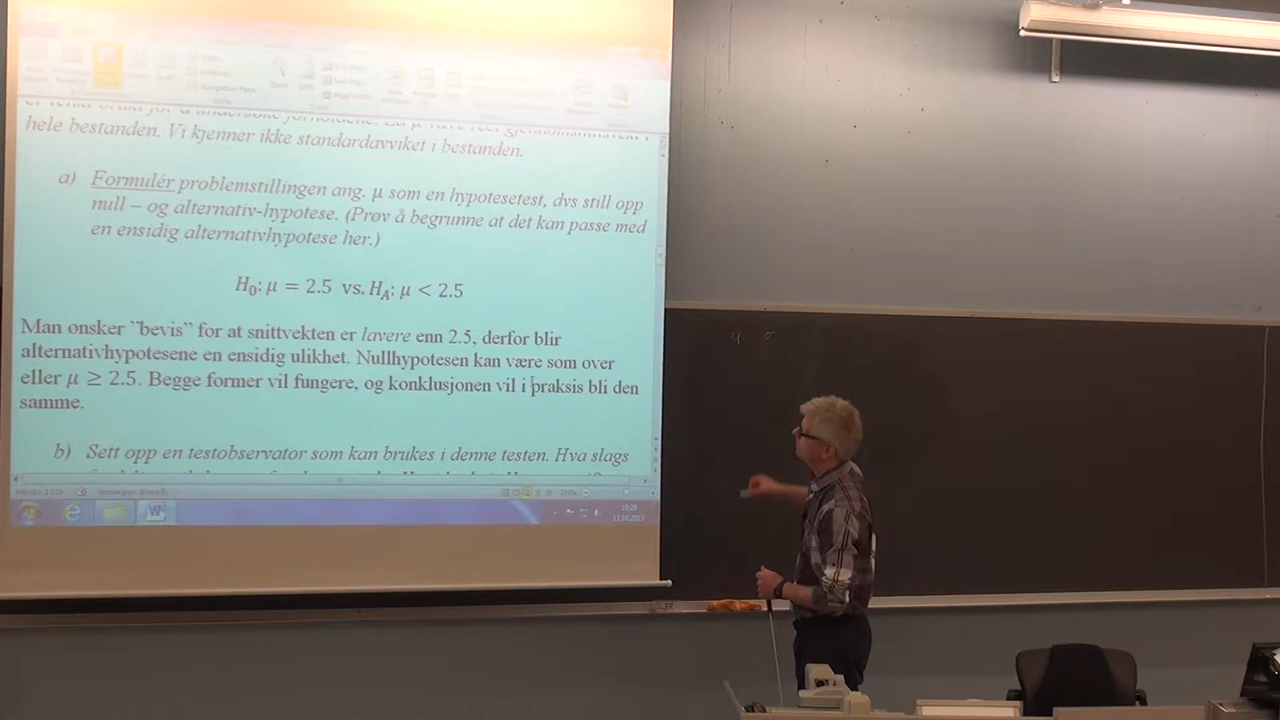 hele bestanden. Vi kjenner ikke standardavviket i bestanden.
a) Formulér problemstillingen ang. μ som en hypotesetest, dvs still opp
null – og alternativ-hypotese. (Prøv å begrunne at det kan passe med
en ensidig alternativhypotese her.)
H₀: μ = 2.5 vs. H_A: μ < 2.5
Man ønsker "bevis" for at snittvekten er lavere enn 2.5, derfor blir
alternativhypotesene en ensidig ulikhet. Nullhypotesen kan være som over
eller μ ≥ 2.5. Begge former vil fungere, og konklusjonen vil i praksis bli den
samme.
b) Sett opp en testobservator som kan brukes i denne testen. Hva slags
10:29
μ σ